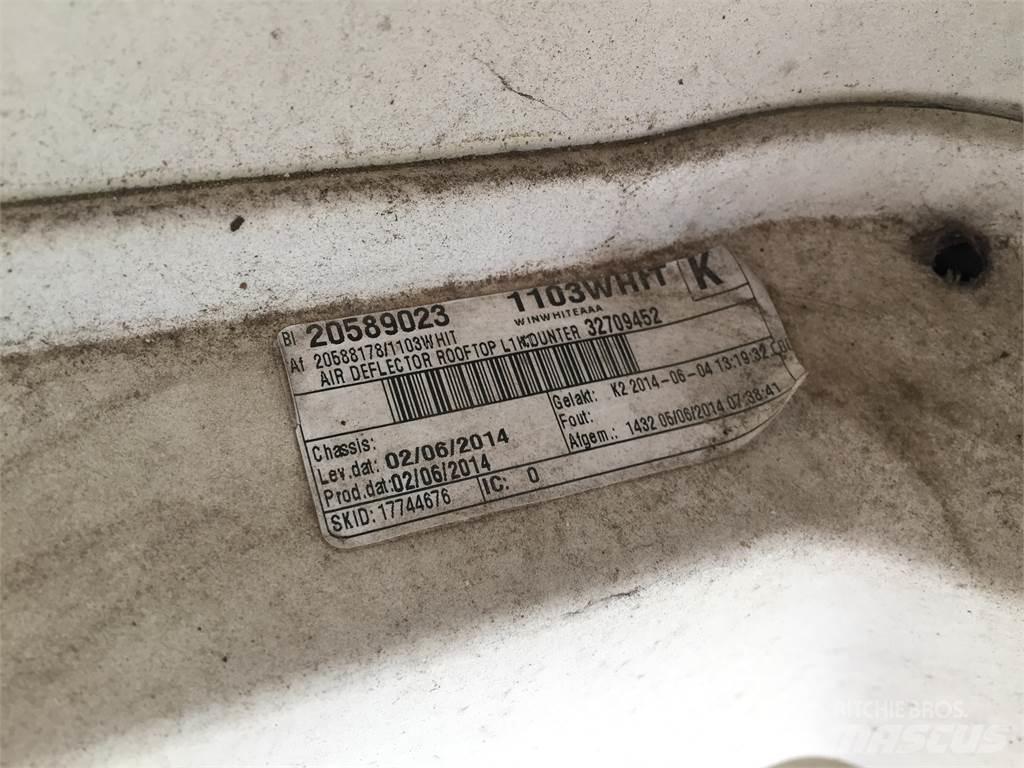 BI 20589023 1103WHIT K
WINWHITEAAA
Af 20588178/1103WHIT
AIR DEFLECTOR ROOFTOP 32709452
Chassis:
Lev.dat: 02/06/2014
Prod.dat:02/06/2014
SKID:17744676 IC: 0
Gelakt: K2 2014-06-04 13:19:32
Fout:
Afgem.: 1432 05/06/2014 07:38:41
RITCHIE BROS.
MASCUS